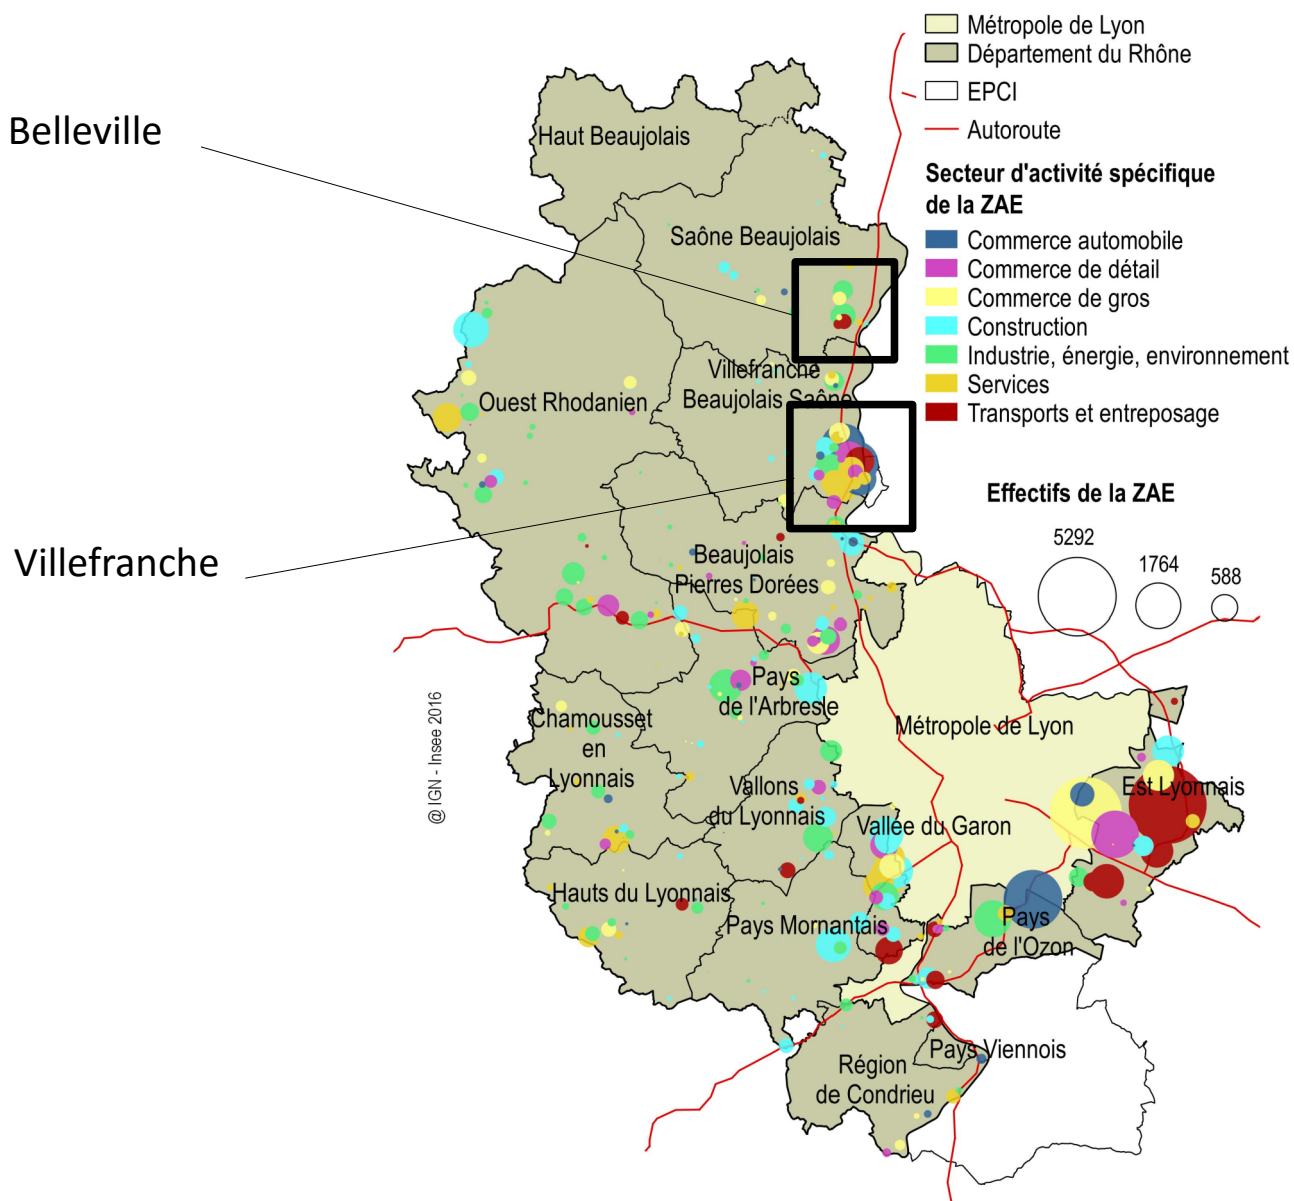 Métropole de Lyon
Département du Rhône
EPCI
Autoroute
Secteur d'activité spécifique
de la ZAE
Commerce automobile
Commerce de détail
Commerce de gros
Construction
Industrie, énergie, environnement
Services
Transports et entreposage
Effectifs de la ZAE
5292
1764
588
Belleville
Villefranche
Haut Beaujolais
Saône Beaujolais
Villefranche
Beaujolais Saône
Ouest Rhodanien
Beaujolais
Pierres Dorées
Pays
de l'Arbresle
Chamousset
en
Lyonnais
Métropole de Lyon
Vallons
du Lyonnais
Est Lyonnais
Vallée du Garon
Hauts du Lyonnais
Pays Mornantais
Pays
de l'Ozon
Pays Viennois
Région
de Condrieu
@ IGN - Insee 2016